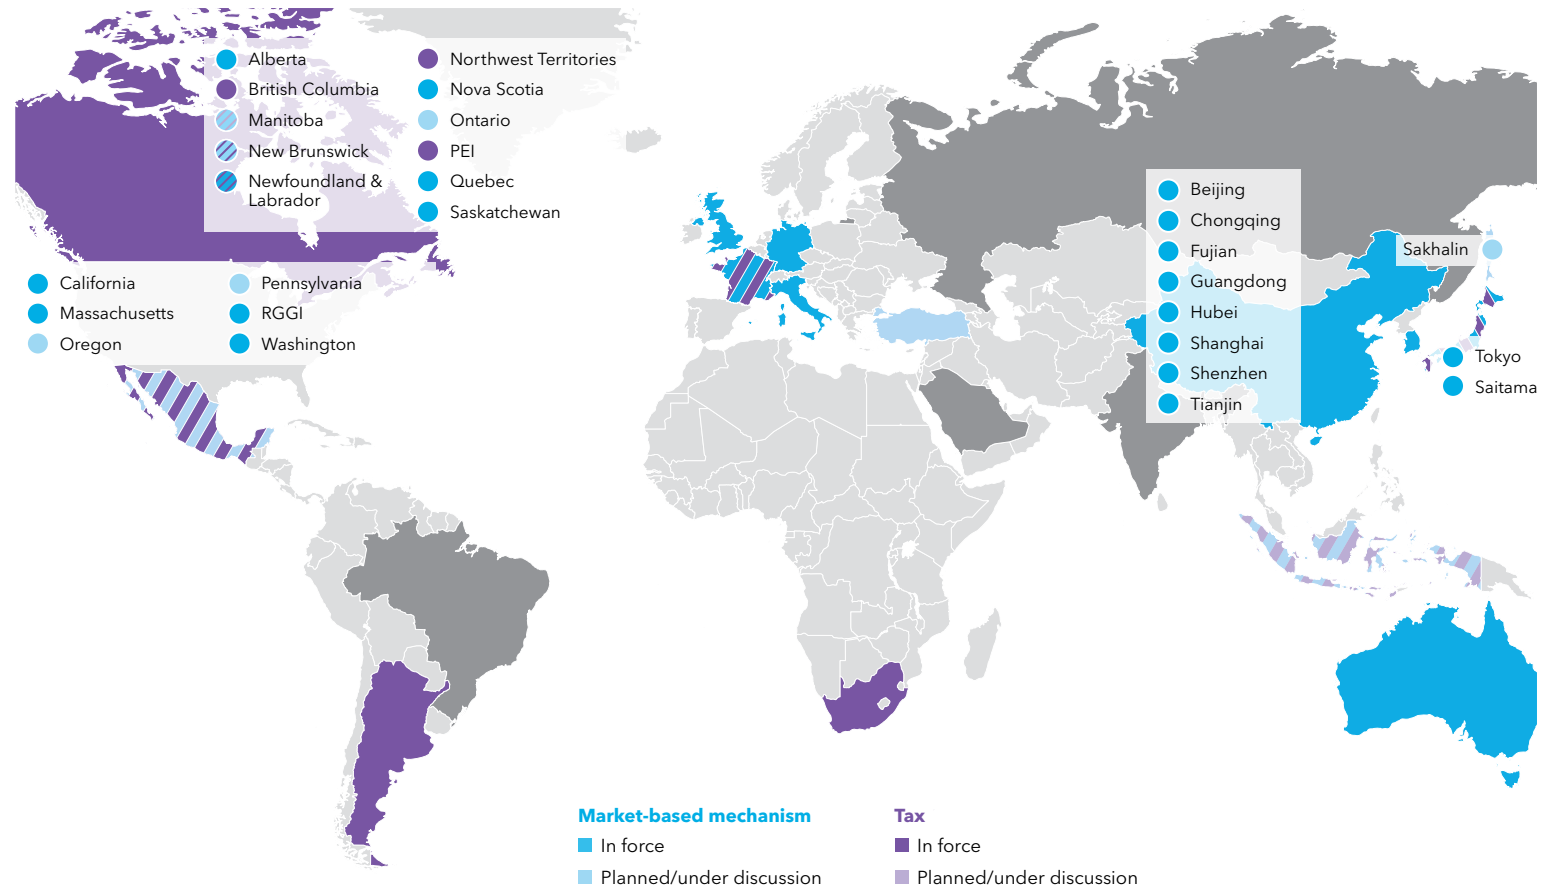 Alberta
British Columbia
Manitoba
New Brunswick
Newfoundland &
Labrador
Northwest Territories
Nova Scotia
Ontario
PEI
Quebec
Saskatchewan
California
Massachusetts
Oregon
Pennsylvania
RGGI
Washington
Beijing
Chongqing
Fujian
Guangdong
Hubei
Shanghai
Shenzhen
Tianjin
Sakhalin
Tokyo
Saitama
Market-based mechanism
In force
Planned/under discussion
Tax
In force
Planned/under discussion